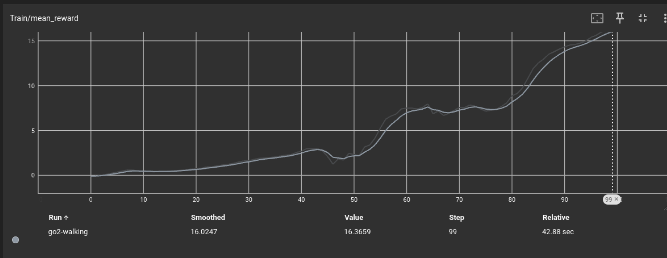 Train/mean_reward
15
10
5
0
0 10 20 30 40 50 60 70 80 90 99 ×
Run ↑ Smoothed Value Step Relative
go2-walking 16.0247 16.3659 99 42.88 sec